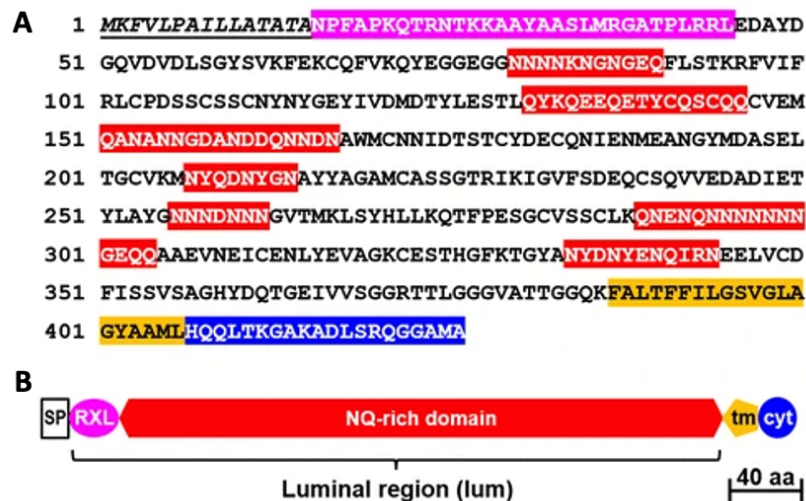 A
1 MKFVLPAILLATATANPFAPKQTRNTKKAAYAASLMRGATPLRRLEDAYD
51 GQVDVDLSGYSVKFEKCQFVKQYEGGEGGNNNNKNGNGEQFLSTKRFVIF
101 RLCPDSSCSSCNYNYGEYIVDMDTYLESTLQYKQEEQETYCQSCQQCVEM
151 QANANNGDANDDQNNDNAWMCNNIDTSTCYDECQNIENMEANGYMDASEL
201 TGCVKMNYQDNYGNAYYAGAMCASSGTRIKIGVFSDEQCSQVVEDADIET
251 YLAYGNNNDNNNGVTMKLSYHLLKQTFPESGCVSSCLKQNENQNNNNNNN
301 GEQQAAEVNEICENLYEVAGKCESTHGFKTGYANYDNYENQIRNEELVCD
351 FISSVSAGHYDQTGEIVVSGGRTTLGGGVATTGGQKFALTFFILGSVGLA
401 GYAAMLHQQLTKGAKADLSRQGGAMA
B
SP RXL NQ-rich domain tm cyt
Luminal region (lum)
40 aa